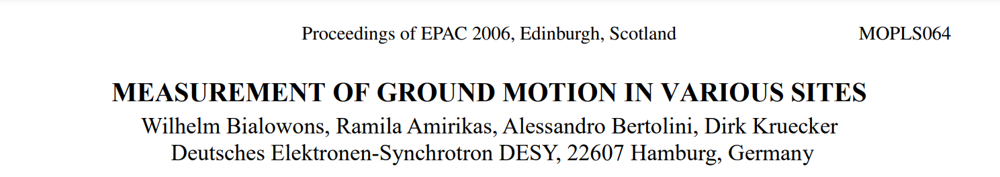 Proceedings of EPAC 2006, Edinburgh, Scotland MOPLS064
MEASUREMENT OF GROUND MOTION IN VARIOUS SITES
Wilhelm Bialowons, Ramila Amirikas, Alessandro Bertolini, Dirk Kruecker
Deutsches Elektronen-Synchrotron DESY, 22607 Hamburg, Germany